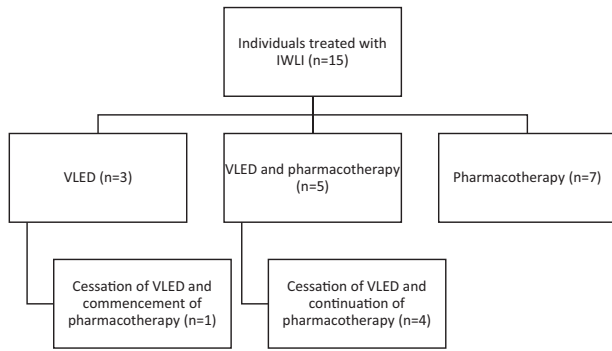 Individuals treated with
IWLI (n=15)
VLED (n=3)
VLED and pharmacotherapy
(n=5)
Pharmacotherapy (n=7)
Cessation of VLED and
commencement of
pharmacotherapy (n=1)
Cessation of VLED and
continuation of
pharmacotherapy (n=4)